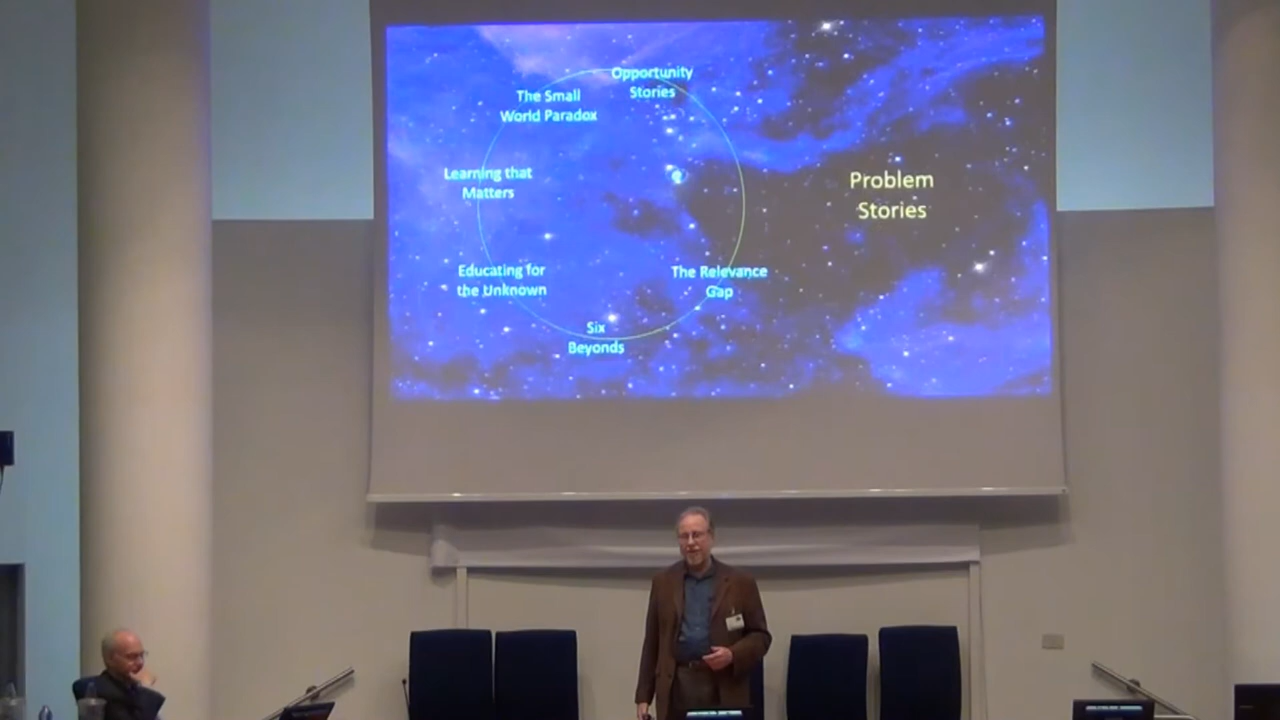 Opportunity
Stories
The Small
World Paradox
Learning that
Matters
Problem
Stories
Educating for
the Unknown
The Relevance
Gap
Six
Beyonds